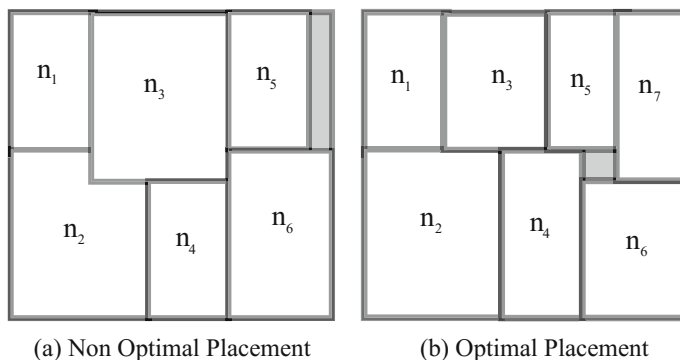 n1 n3 n5 n2 n4 n6
n1 n3 n5 n7 n2 n4 n6
(a) Non Optimal Placement
(b) Optimal Placement